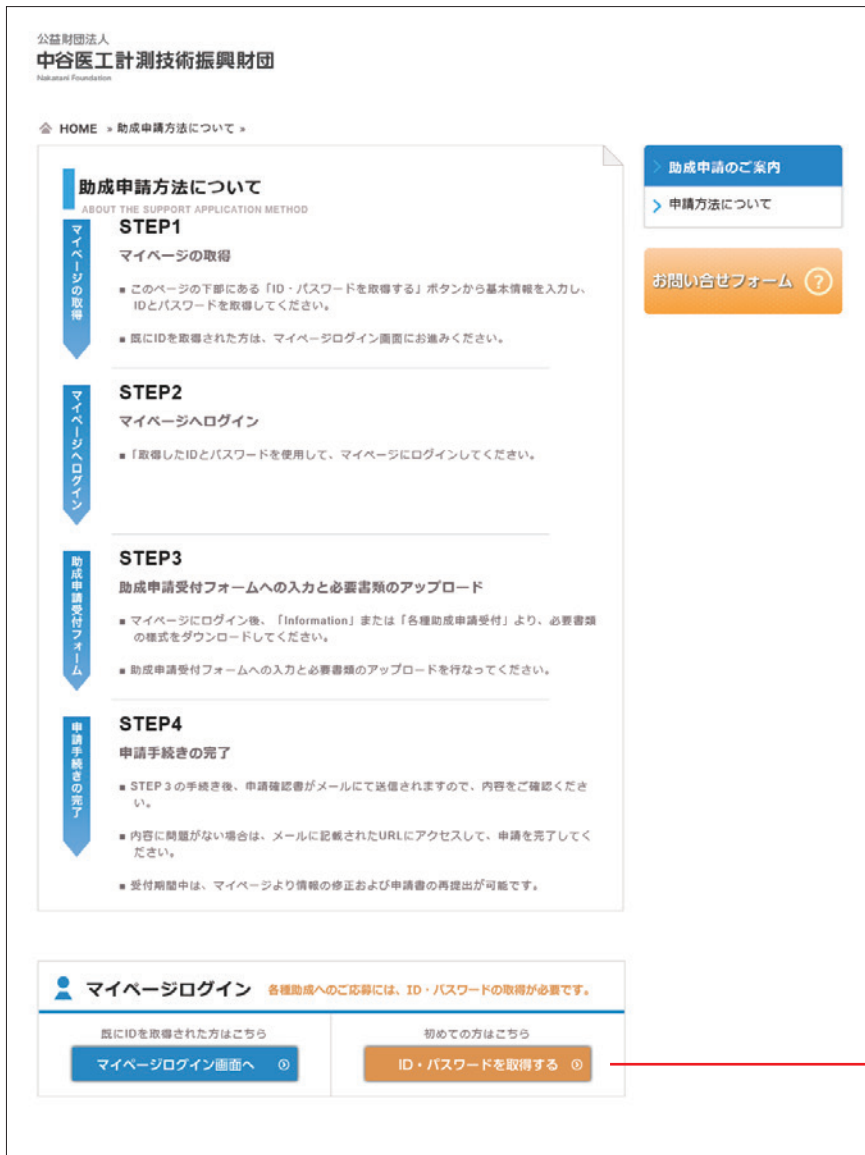 公益財団法人
中谷医工計測技術振興財団
Nakatani Foundation
HOME » 助成申請方法について »
助成申請方法について
ABOUT THE SUPPORT APPLICATION METHOD
マイページの取得
STEP1
マイページの取得
■ このページの下部にある「ID・パスワードを取得する」ボタンから基本情報を入力し、
IDとパスワードを取得してください。
■ 既にIDを取得された方は、マイページログイン画面にお進みください。
マイページへログイン
STEP2
マイページへログイン
■ 「取得したIDとパスワードを使用して、マイページにログインしてください。
助成申請受付フォーム
STEP3
助成申請受付フォームへの入力と必要書類のアップロード
■ マイページにログイン後、「Information」または「各種助成申請受付」より、必要書類
の様式をダウンロードしてください。
■ 助成申請受付フォームへの入力と必要書類のアップロードを行なってください。
申請手続きの完了
STEP4
申請手続きの完了
■ STEP３の手続き後、申請確認書がメールにて送信されますので、内容をご確認くださ
い。
■ 内容に問題がない場合は、メールに記載されたURLにアクセスして、申請を完了してく
ださい。
■ 受付期間中は、マイページより情報の修正および申請書の再提出が可能です。
助成申請のご案内
申請方法について
お問い合せフォーム ?
マイページログイン 各種助成へのご応募には、ID・パスワードの取得が必要です。
既にIDを取得された方はこちら
マイページログイン画面へ
初めての方はこちら
ID・パスワードを取得する